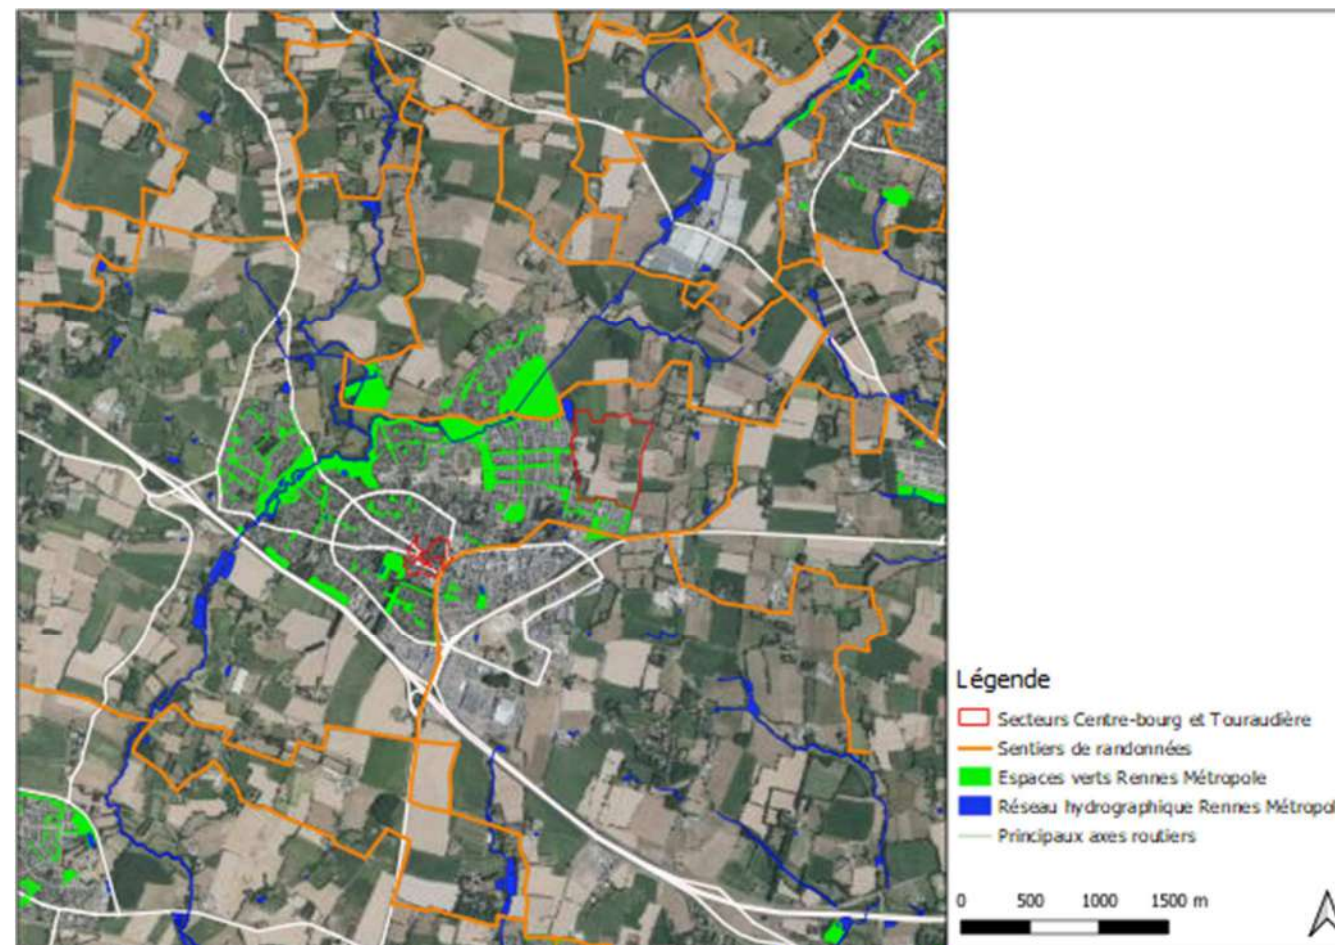 Légende
Secteurs Centre-bourg et Touraudière
Sentiers de randonnées
Espaces verts Rennes Métropole
Réseau hydrographique Rennes Métropol
Principaux axes routiers
0 500 1000 1500 m